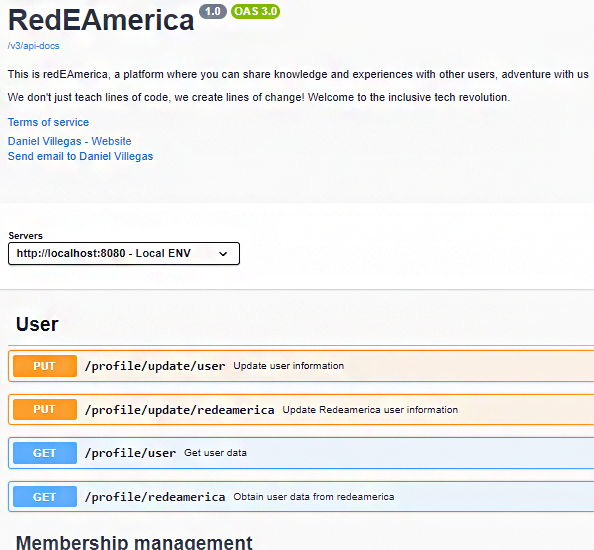 RedEAmerica 1.0 OAS 3.0
/v3/api-docs
This is redEAmerica, a platform where you can share knowledge and experiences with other users, adventure with us
We don't just teach lines of code, we create lines of change! Welcome to the inclusive tech revolution.
Terms of service
Daniel Villegas - Website
Send email to Daniel Villegas
Servers
http://localhost:8080 - Local ENV
User
PUT /profile/update/user Update user information
PUT /profile/update/redeamerica Update Redeamerica user information
GET /profile/user Get user data
GET /profile/redeamerica Obtain user data from redeamerica
Membership management